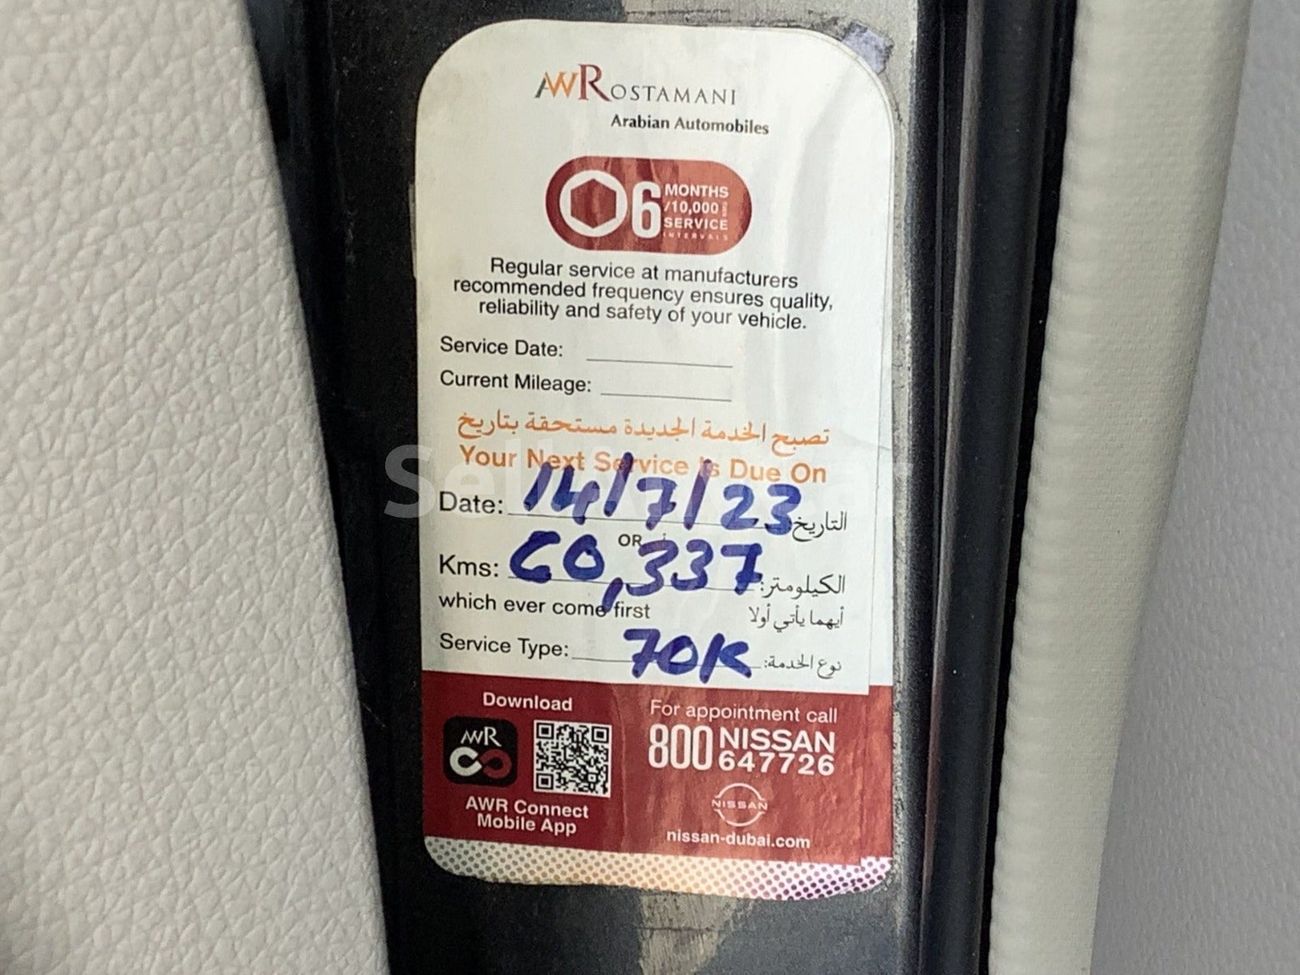 AWROSTAMANI
Arabian Automobiles
6 MONTHS
/10,000
SERVICE
INTERVALS
Regular service at manufacturers
recommended frequency ensures quality,
reliability and safety of your vehicle.
Service Date:
Current Mileage:
تصبح الخدمة الجديدة مستحقة بتاريخ
Your Next Service Is Due On
Date: 14/7/23 التاريخ:
OR
Kms: 60,337 الكيلومتر:
which ever come first أيهما يأتي أولا
Service Type: 70K نوع الخدمة:
Download
AWR
AWR Connect
Mobile App
For appointment call
800 NISSAN
647726
NISSAN
nissan-dubai.com